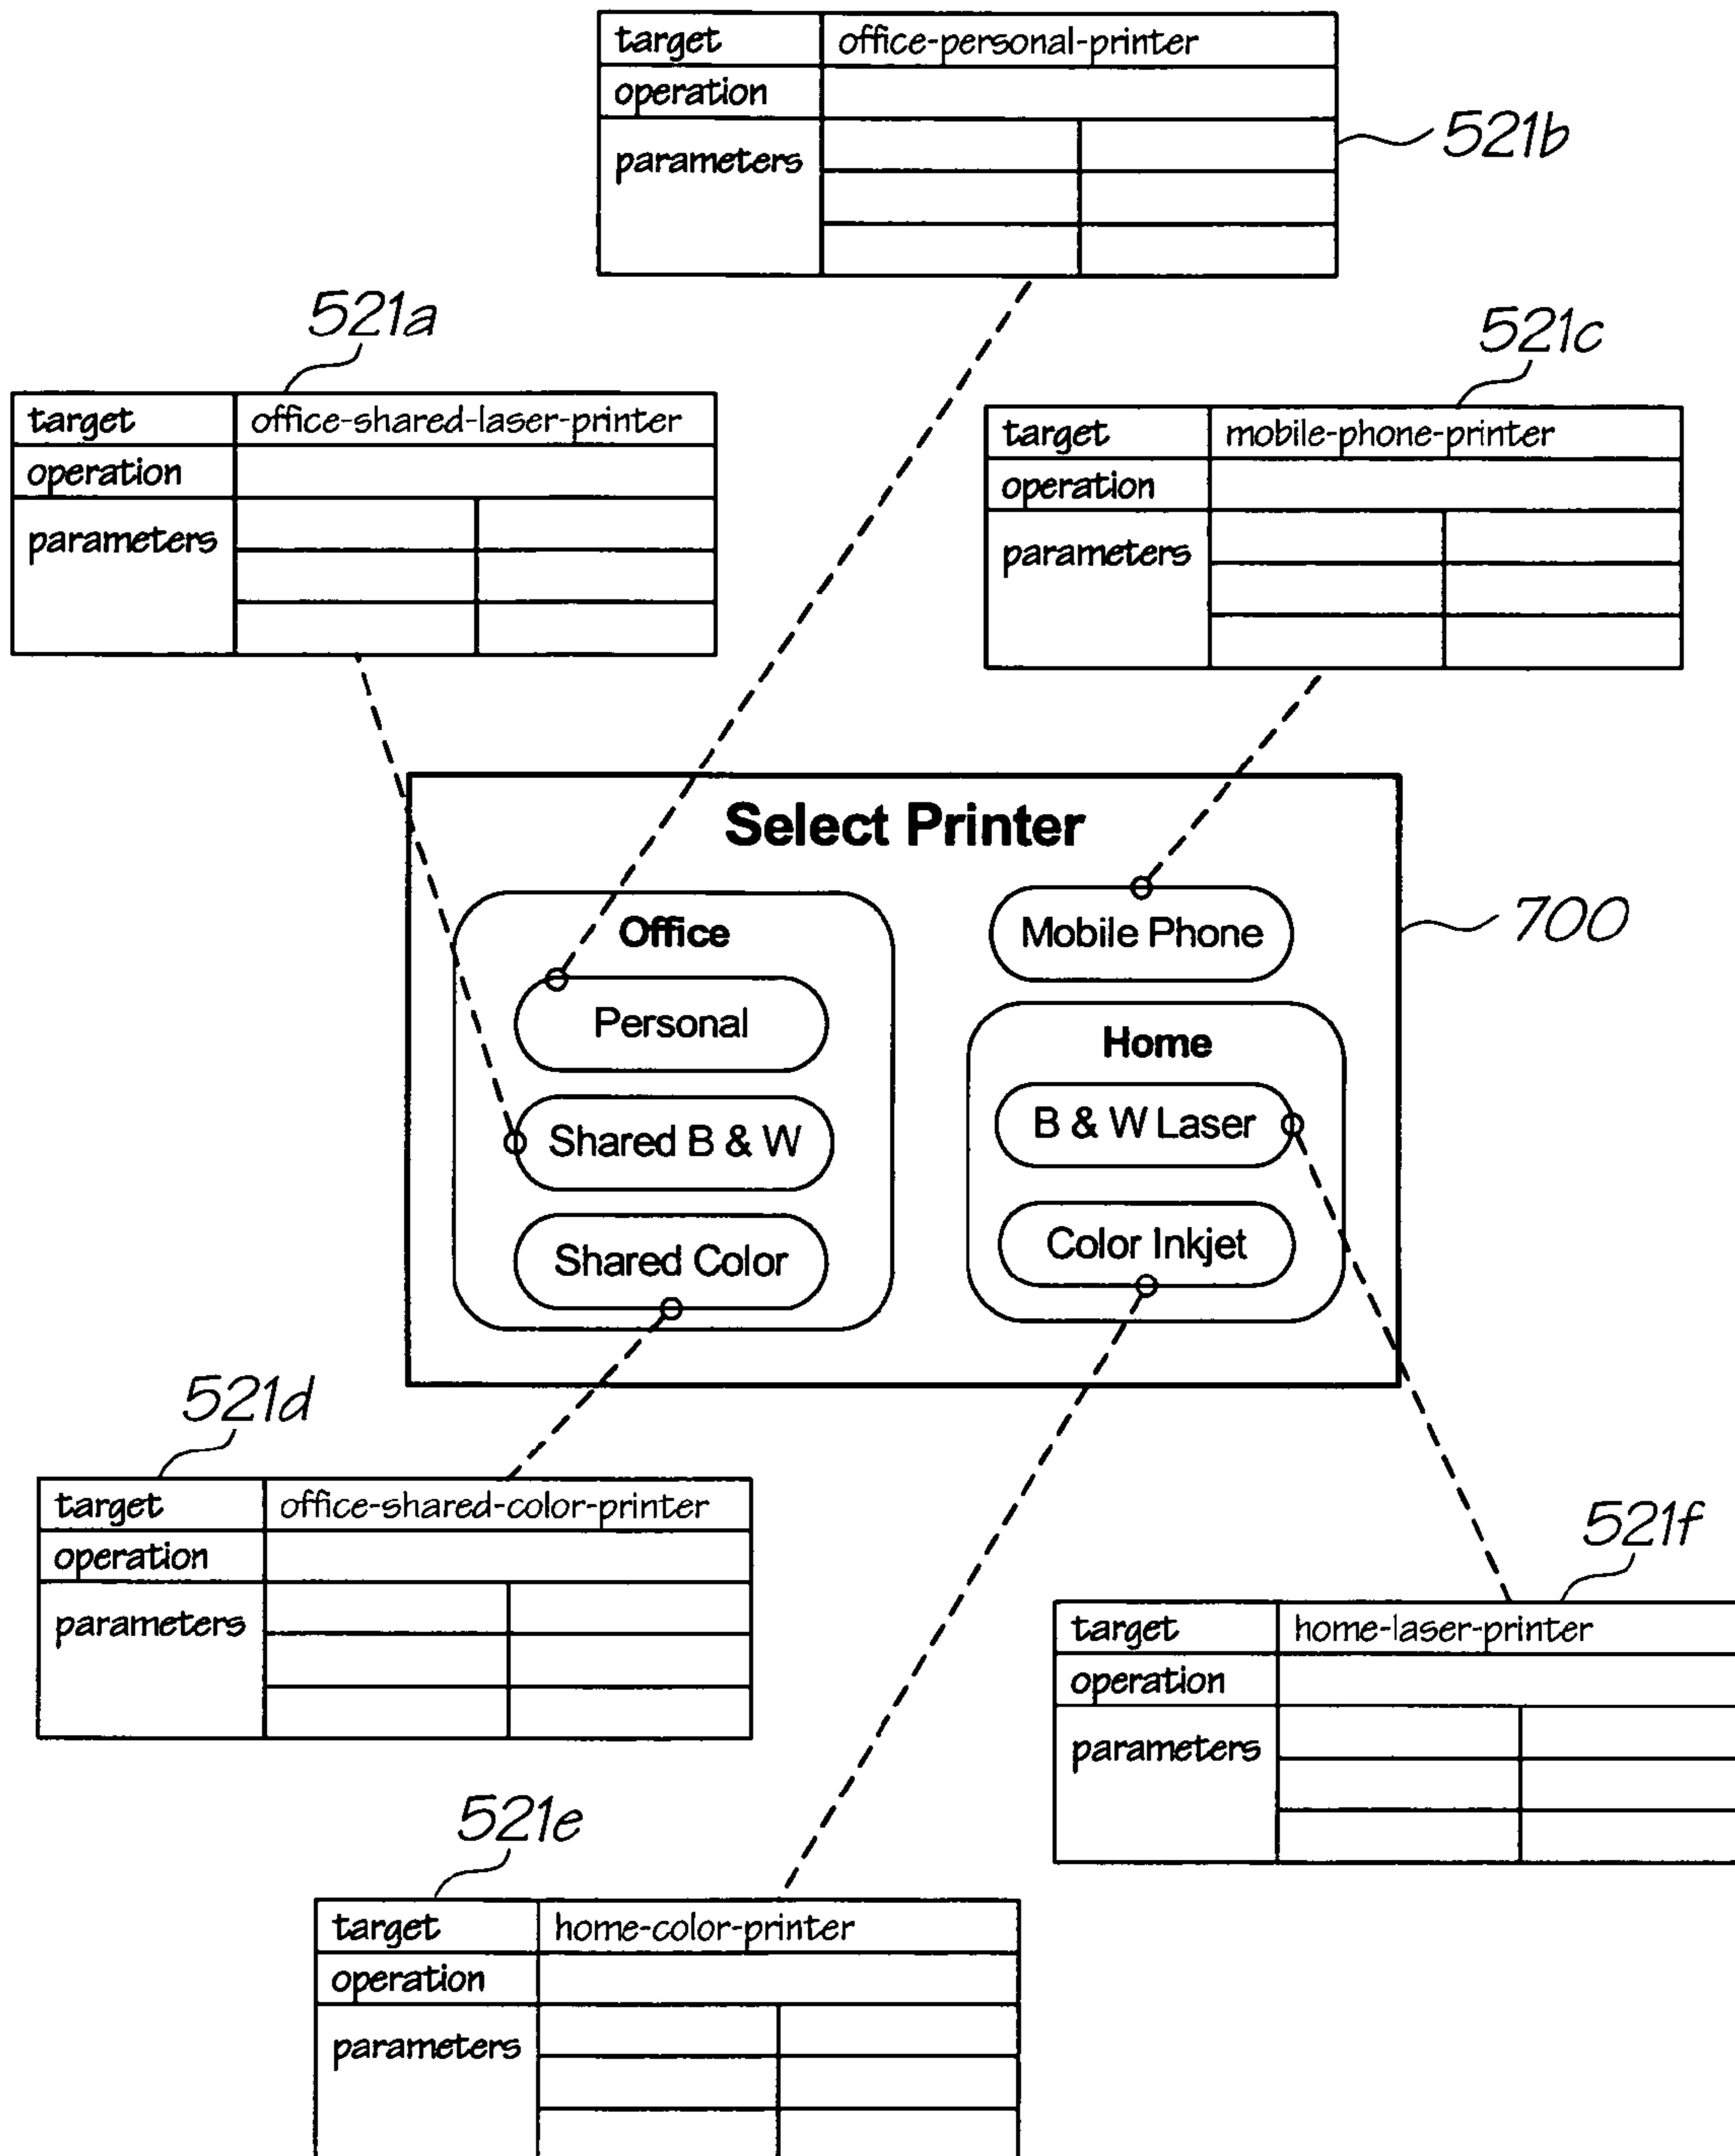 target office-personal-printer
operation
parameters
521b
521a
target office-shared-laser-printer
operation
parameters
521c
target mobile-phone-printer
operation
parameters
Select Printer
700
Office
Personal
Shared B & W
Shared Color
Mobile Phone
Home
B & W Laser
Color Inkjet
521d
target office-shared-color-printer
operation
parameters
521f
target home-laser-printer
operation
parameters
521e
target home-color-printer
operation
parameters